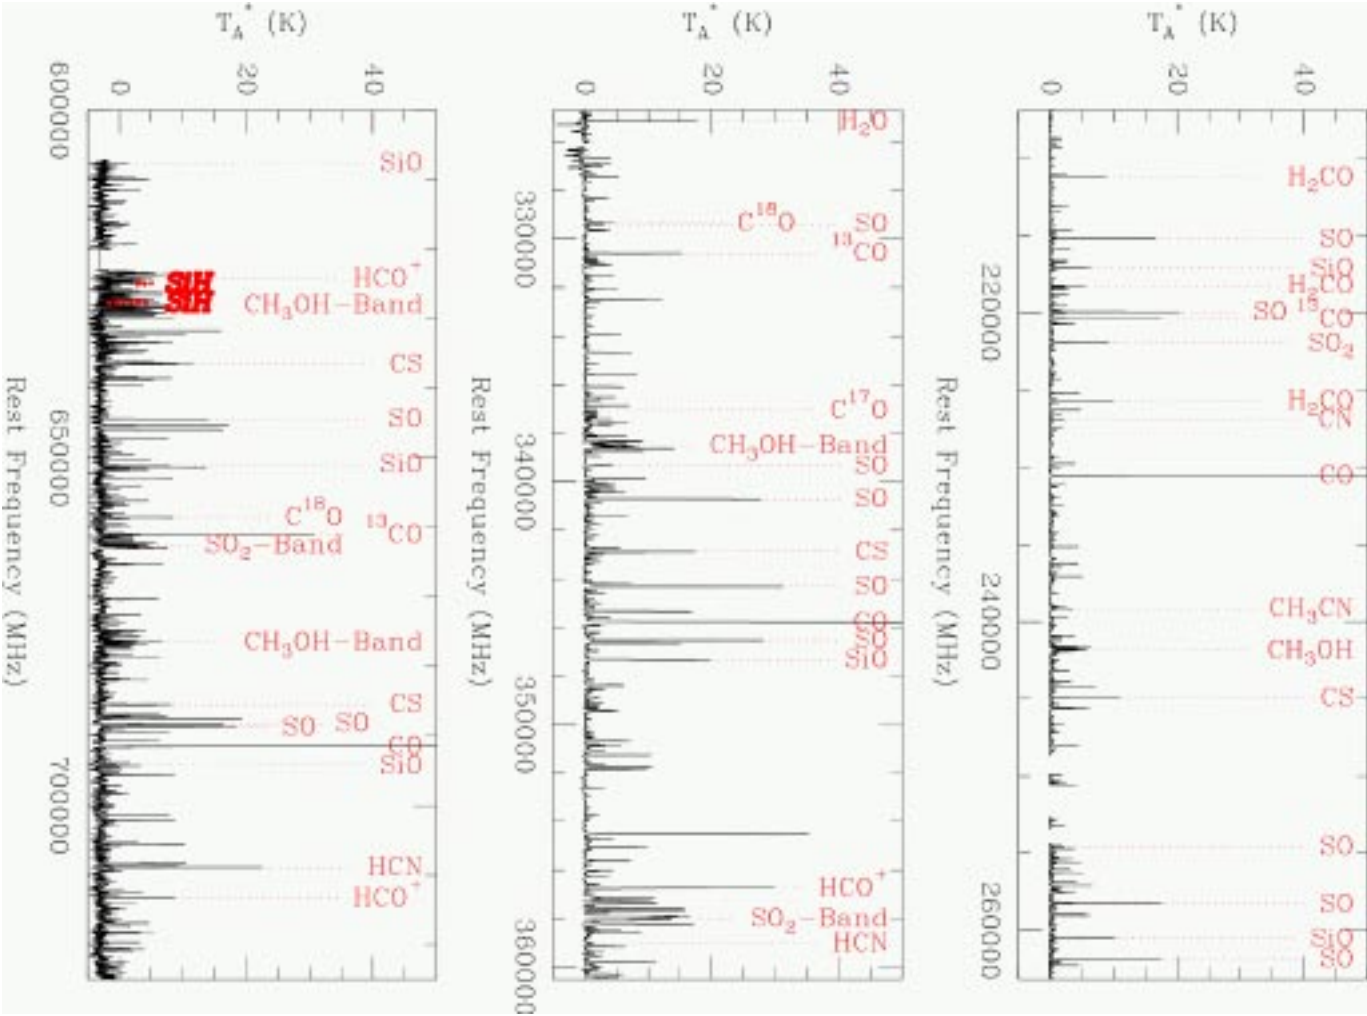 T_A^* (K)
0 20 40
600000
650000
700000
Rest Frequency (MHz)
SiO
HCO⁺
SiH
SiH
CH₃OH−Band
CS
SO
SiO
C¹⁸O
¹³CO
SO₂−Band
CH₃OH−Band
CS
SO
SO
CO
SiO
HCN
HCO⁺
T_A^* (K)
0 20 40
330000
340000
350000
360000
Rest Frequency (MHz)
H₂O
C¹⁸O
SO
¹³CO
C¹⁷O
CH₃OH−Band
SO
SO
CS
SO
CO
SO
SiO
HCO⁺
SO₂−Band
HCN
T_A^* (K)
0 20 40
220000
240000
260000
Rest Frequency (MHz)
H₂CO
SO
SiO
H₂CO
SO
¹³CO
SO₂
H₂CO
CN
CO
CH₃CN
CH₃OH
CS
SO
SO
SiO
SO